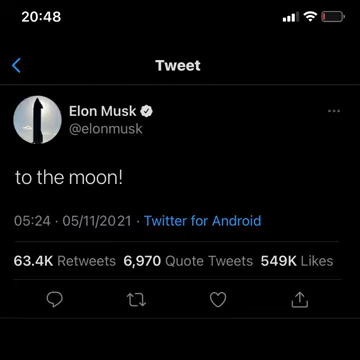 20:48
Tweet
Elon Musk
@elonmusk
to the moon!
05:24 · 05/11/2021 · Twitter for Android
63.4K Retweets 6,970 Quote Tweets 549K Likes